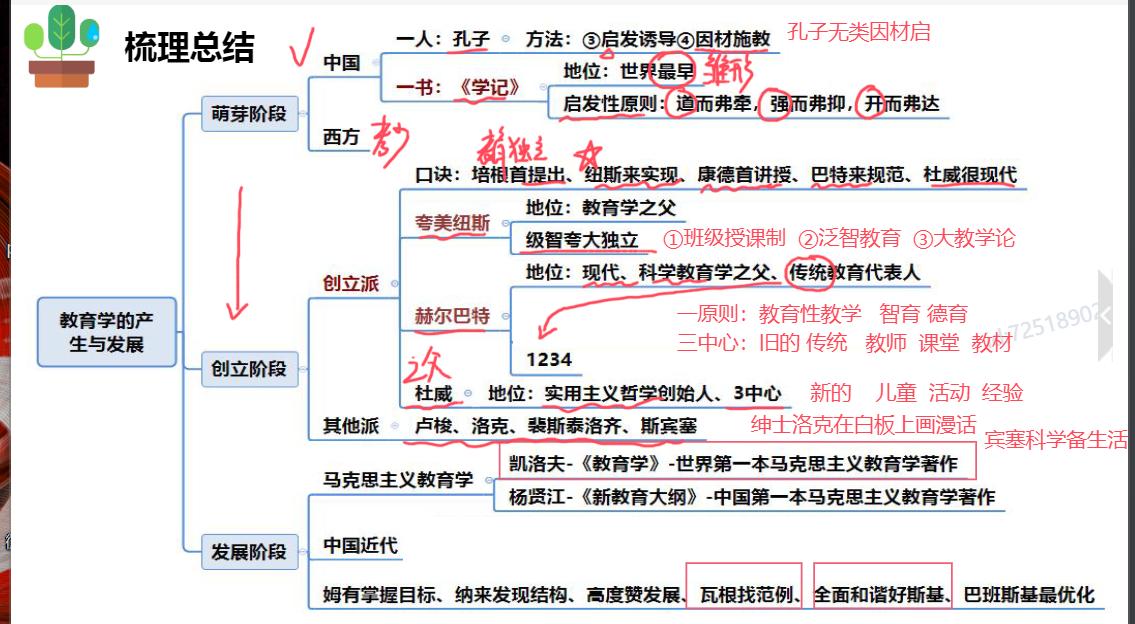 梳理总结
一人：孔子 方法：③启发诱导④因材施教 孔子无类因材启
中国
地位：世界最早 雏形
一书：《学记》
启发性原则：道而弗牵，强而弗抑，开而弗达
萌芽阶段
西方
独立
口诀：培根首提出、纽斯来实现、康德首讲授、巴特来规范、杜威很现代
地位：教育学之父
夸美纽斯
级智夸大独立 ①班级授课制 ②泛智教育 ③大教学论
地位：现代、科学教育学之父、传统教育代表人
创立派
赫尔巴特
一原则：教育性教学 智育 德育
三中心：旧的 传统 教师 课堂 教材
72518902
1234
教育学的产
生与发展
创立阶段
杜威 地位：实用主义哲学创始人、3中心 新的 儿童 活动 经验
其他派 卢梭、洛克、裴斯泰洛齐、斯宾塞 绅士洛克在白板上画漫话
宾塞科学备生活
凯洛夫-《教育学》-世界第一本马克思主义教育学著作
马克思主义教育学
杨贤江-《新教育大纲》-中国第一本马克思主义教育学著作
发展阶段
中国近代
姆有掌握目标、纳来发现结构、高度赞发展、瓦根找范例、全面和谐好斯基、巴班斯基最优化